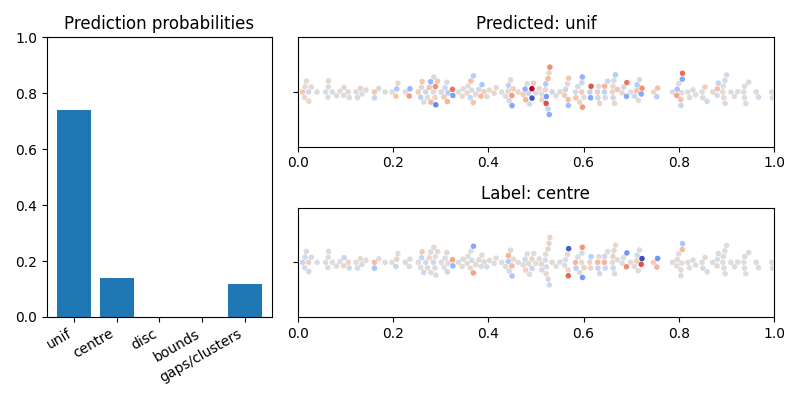 Prediction probabilities
1.0
0.8
0.6
0.4
0.2
0.0
unif
centre
disc
bounds
gaps/clusters
Predicted: unif
0.0 0.2 0.4 0.6 0.8 1.0
Label: centre
0.0 0.2 0.4 0.6 0.8 1.0